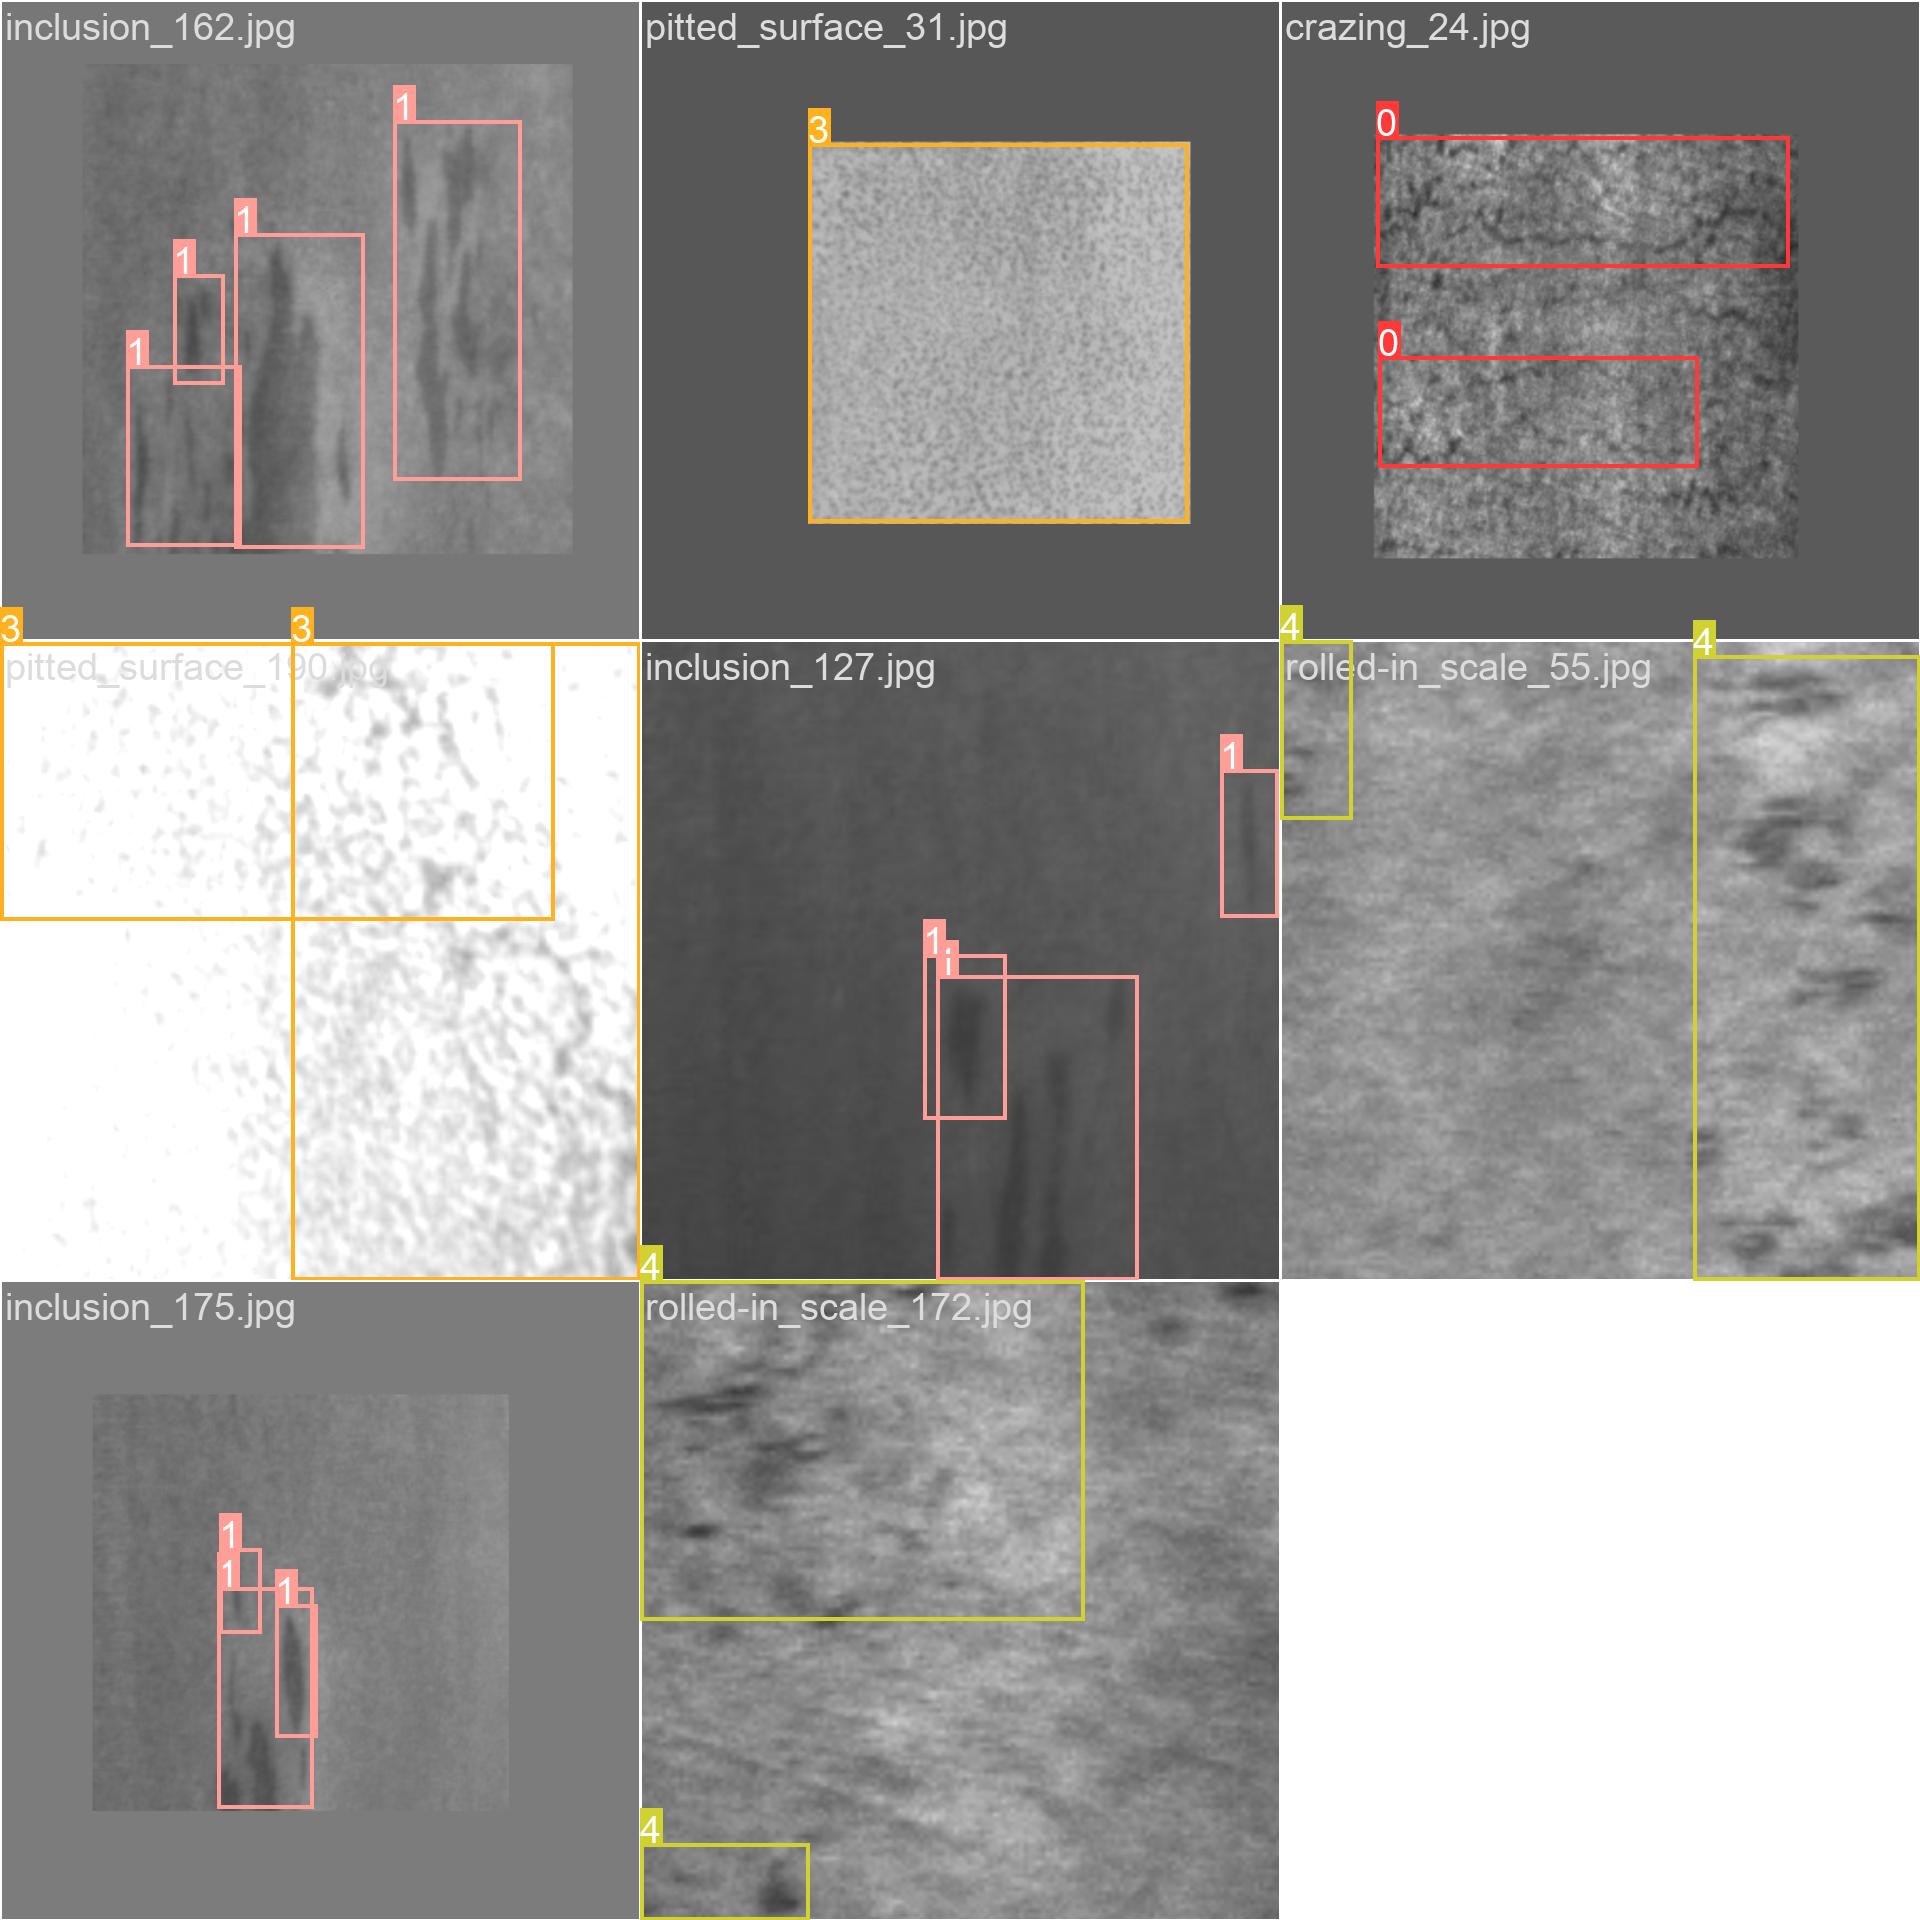 inclusion_162.jpg
pitted_surface_31.jpg
crazing_24.jpg
1
3
0
1
1
1
0
3
3
4
4
pitted_surface_190.jpg
inclusion_127.jpg
rolled-in_scale_55.jpg
1
1
1
4
inclusion_175.jpg
rolled-in_scale_172.jpg
1
1
1
4